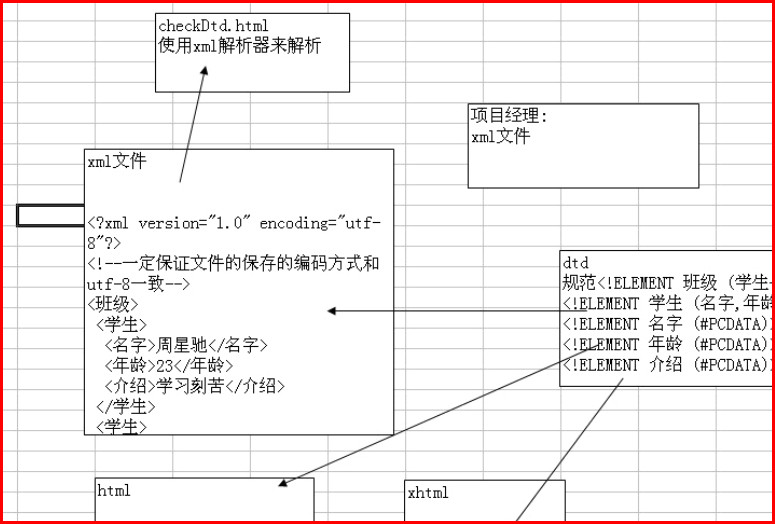 checkDtd.html
使用xml解析器来解析
项目经理:
xml文件
xml文件
<?xml version="1.0" encoding="utf-
8"?>
<!--一定保证文件的保存的编码方式和
utf-8一致-->
<班级>
<学生>
<名字>周星驰</名字>
<年龄>23</年龄>
<介绍>学习刻苦</介绍>
</学生>
<学生>
dtd
规范<!ELEMENT 班级 (学生
<!ELEMENT 学生 (名字,年龄
<!ELEMENT 名字 (#PCDATA)
<!ELEMENT 年龄 (#PCDATA)
<!ELEMENT 介绍 (#PCDATA)
html
xhtml